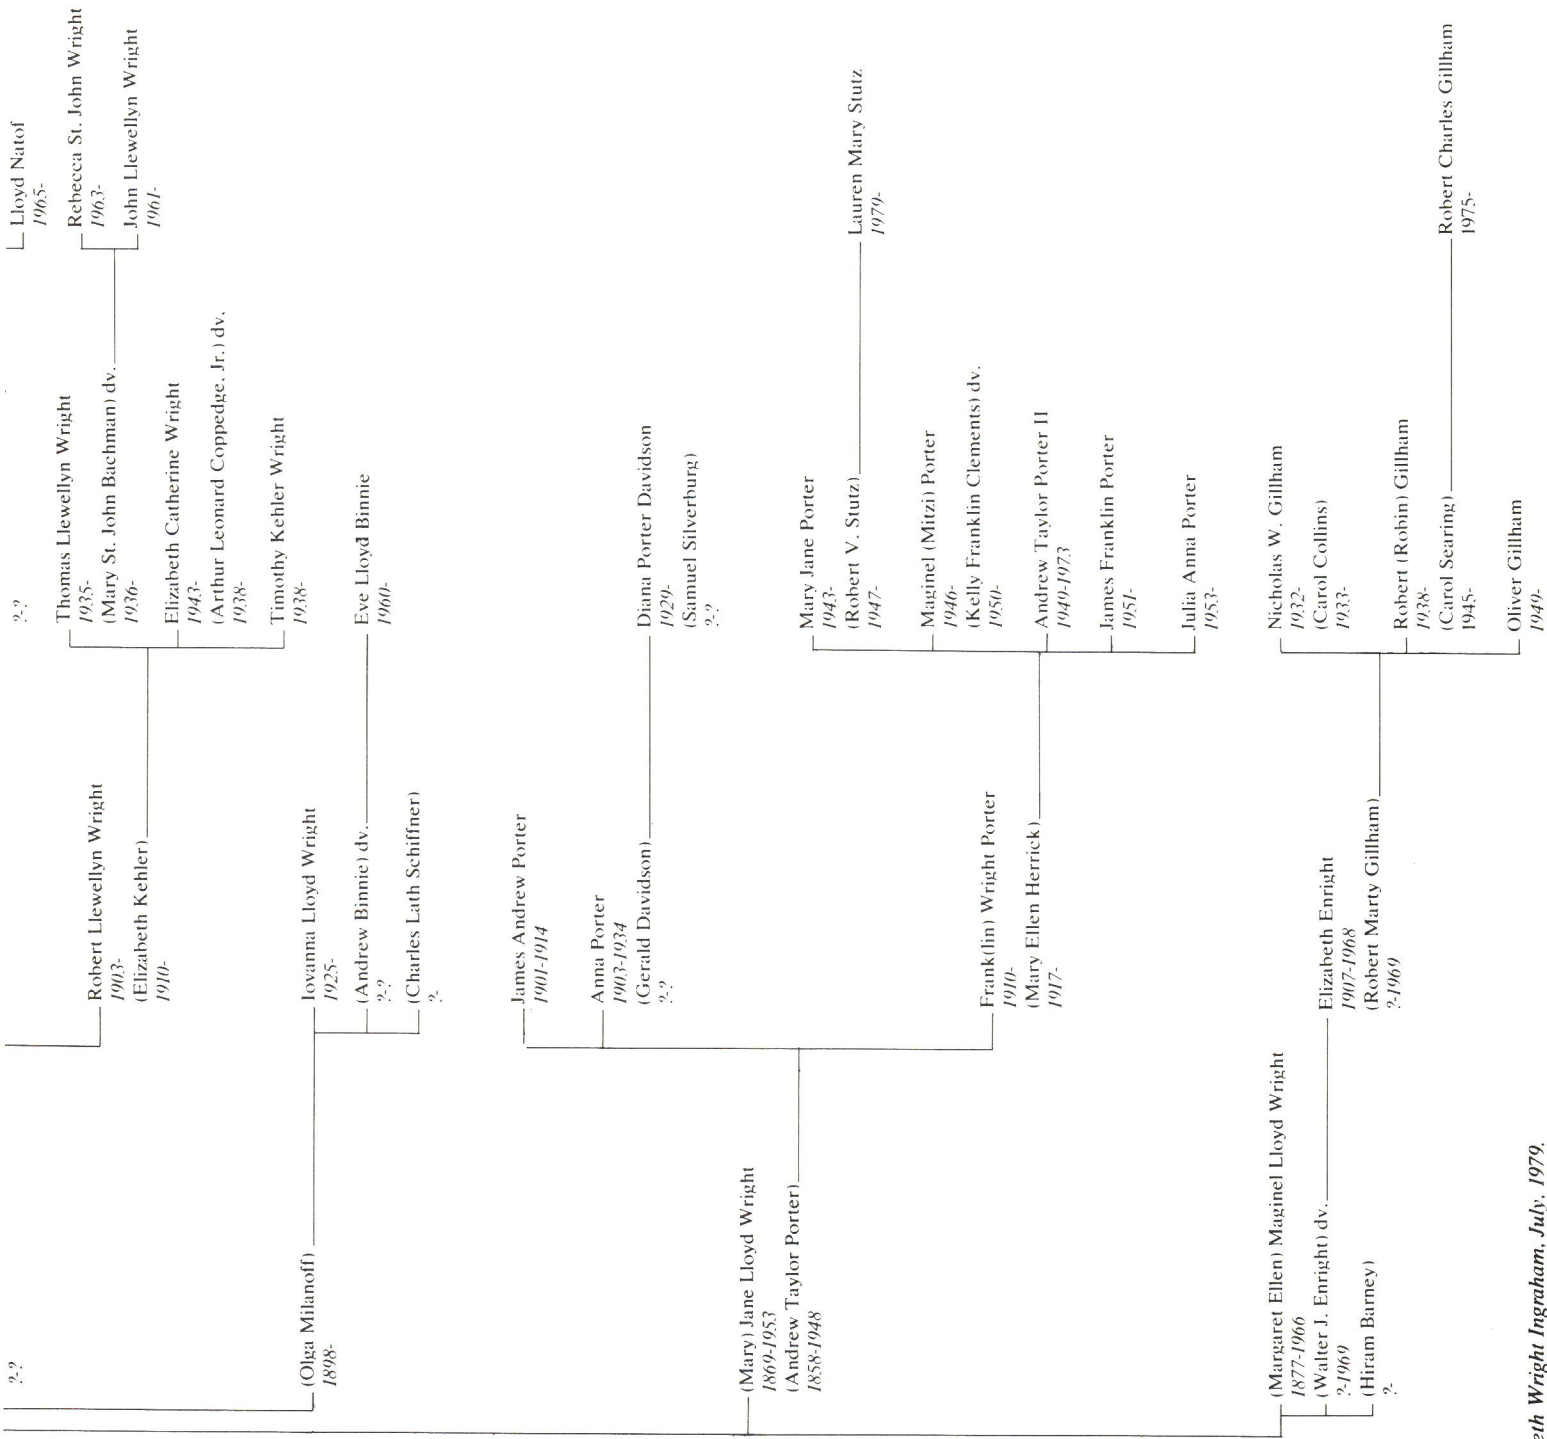 ?-?
(Olga Milanoff)
1898-
(Mary) Jane Lloyd Wright
1869-1953
(Andrew Taylor Porter)
1858-1948
(Margaret Ellen) Maginel Lloyd Wright
1877-1966
(Walter J. Enright) dv.
?-1969
(Hiram Barney)
?-
Robert Llewellyn Wright
1903-
(Elizabeth Kehler)
1910-
Iovanna Lloyd Wright
1925-
(Andrew Binnie) dv.
?-?
(Charles Lath Schiffner)
?-
James Andrew Porter
1901-1914
Anna Porter
1903-1934
(Gerald Davidson)
?-?
Frank(lin) Wright Porter
1910-
(Mary Ellen Herrick)
1917-
Elizabeth Enright
1907-1968
(Robert Marty Gillham)
?-1969
?-?
Thomas Llewellyn Wright
1935-
(Mary St. John Bachman) dv.
1936-
Elizabeth Catherine Wright
1943-
(Arthur Leonard Coppedge, Jr.) dv.
1938-
Timothy Kehler Wright
1938-
Eve Lloyd Binnie
1960-
Diana Porter Davidson
1929-
(Samuel Silverburg)
?-?
Mary Jane Porter
1943-
(Robert V. Stutz)
1947-
Maginel (Mitzi) Porter
1946-
(Kelly Franklin Clements) dv.
1950-
Andrew Taylor Porter II
1949-1973
James Franklin Porter
1951-
Julia Anna Porter
1953-
Nicholas W. Gillham
1932-
(Carol Collins)
1933-
Robert (Robin) Gillham
1938-
(Carol Searing)
1945-
Oliver Gillham
1949-
Lloyd Natof
1965-
Rebecca St. John Wright
1963-
John Llewellyn Wright
1961-
Lauren Mary Stutz
1979-
Robert Charles Gillham
1975-
eth Wright Ingraham, July, 1979.